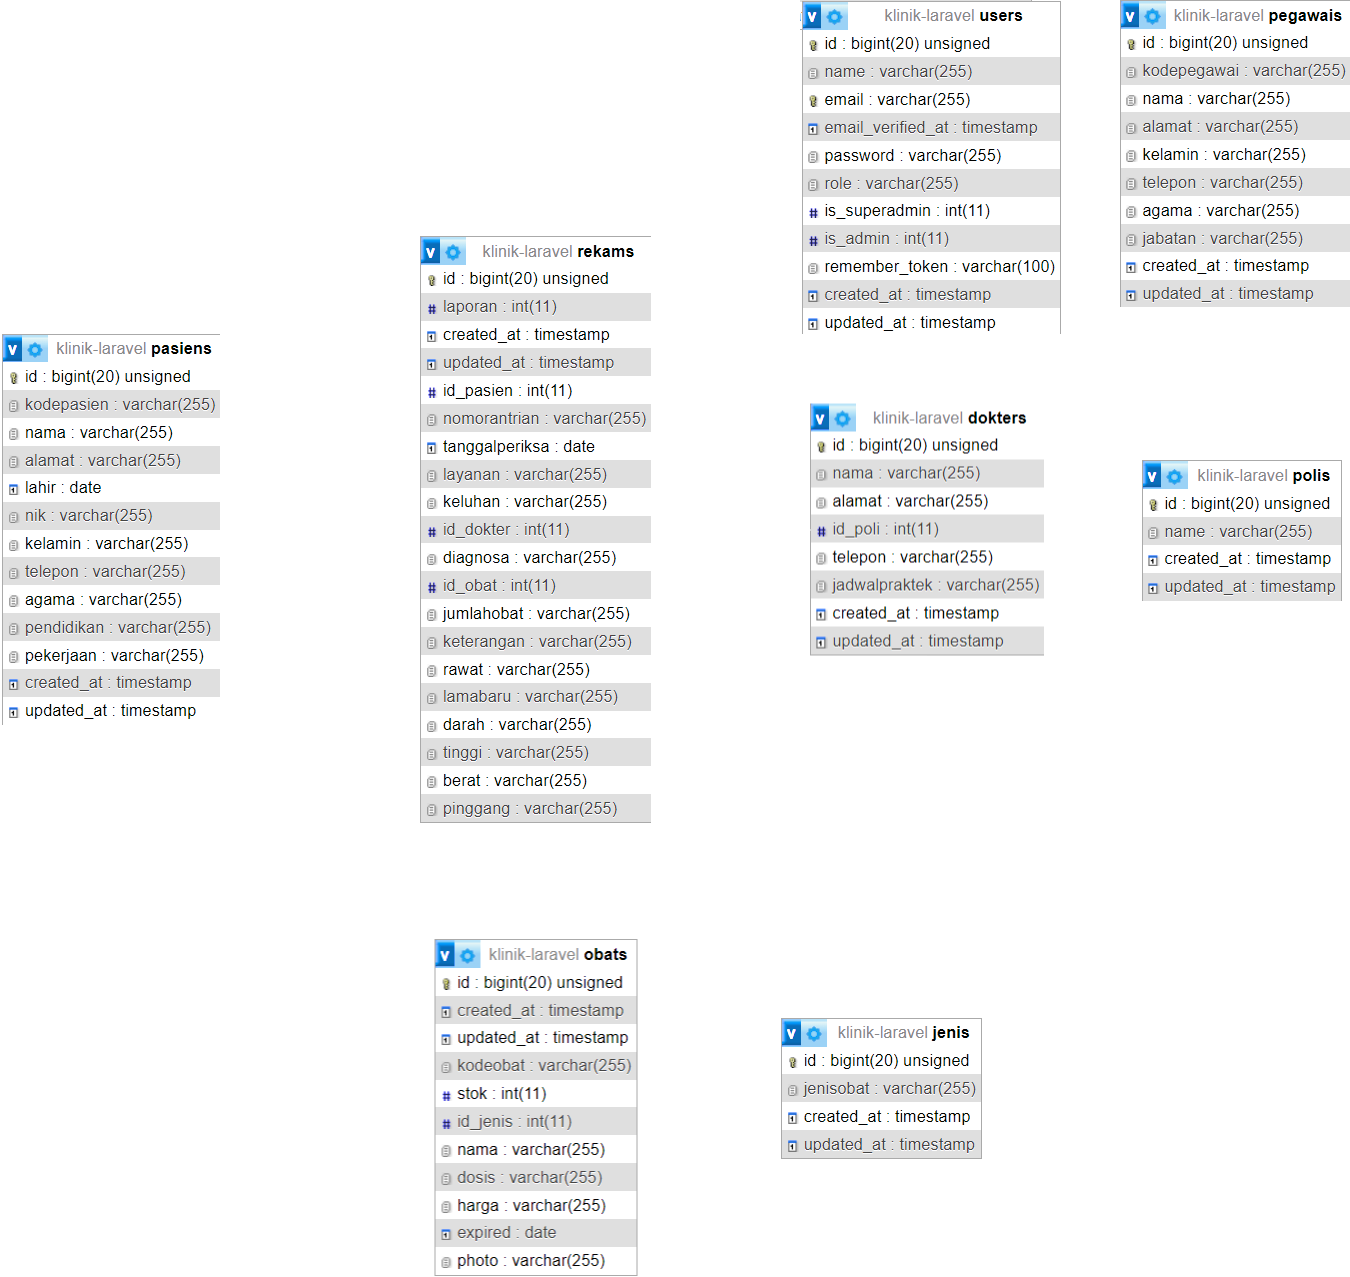 klinik-laravel users
id : bigint(20) unsigned
name : varchar(255)
email : varchar(255)
email_verified_at : timestamp
password : varchar(255)
role : varchar(255)
is_superadmin : int(11)
is_admin : int(11)
remember_token : varchar(100)
created_at : timestamp
updated_at : timestamp
klinik-laravel pegawais
id : bigint(20) unsigned
kodepegawai : varchar(255)
nama : varchar(255)
alamat : varchar(255)
kelamin : varchar(255)
telepon : varchar(255)
agama : varchar(255)
jabatan : varchar(255)
created_at : timestamp
updated_at : timestamp
klinik-laravel rekams
id : bigint(20) unsigned
laporan : int(11)
created_at : timestamp
updated_at : timestamp
id_pasien : int(11)
nomorantrian : varchar(255)
tanggalperiksa : date
layanan : varchar(255)
keluhan : varchar(255)
id_dokter : int(11)
diagnosa : varchar(255)
id_obat : int(11)
jumlahobat : varchar(255)
keterangan : varchar(255)
rawat : varchar(255)
lamabaru : varchar(255)
darah : varchar(255)
tinggi : varchar(255)
berat : varchar(255)
pinggang : varchar(255)
klinik-laravel pasiens
id : bigint(20) unsigned
kodepasien : varchar(255)
nama : varchar(255)
alamat : varchar(255)
lahir : date
nik : varchar(255)
kelamin : varchar(255)
telepon : varchar(255)
agama : varchar(255)
pendidikan : varchar(255)
pekerjaan : varchar(255)
created_at : timestamp
updated_at : timestamp
klinik-laravel dokters
id : bigint(20) unsigned
nama : varchar(255)
alamat : varchar(255)
id_poli : int(11)
telepon : varchar(255)
jadwalpraktek : varchar(255)
created_at : timestamp
updated_at : timestamp
klinik-laravel polis
id : bigint(20) unsigned
name : varchar(255)
created_at : timestamp
updated_at : timestamp
klinik-laravel obats
id : bigint(20) unsigned
created_at : timestamp
updated_at : timestamp
kodeobat : varchar(255)
stok : int(11)
id_jenis : int(11)
nama : varchar(255)
dosis : varchar(255)
harga : varchar(255)
expired : date
photo : varchar(255)
klinik-laravel jenis
id : bigint(20) unsigned
jenisobat : varchar(255)
created_at : timestamp
updated_at : timestamp